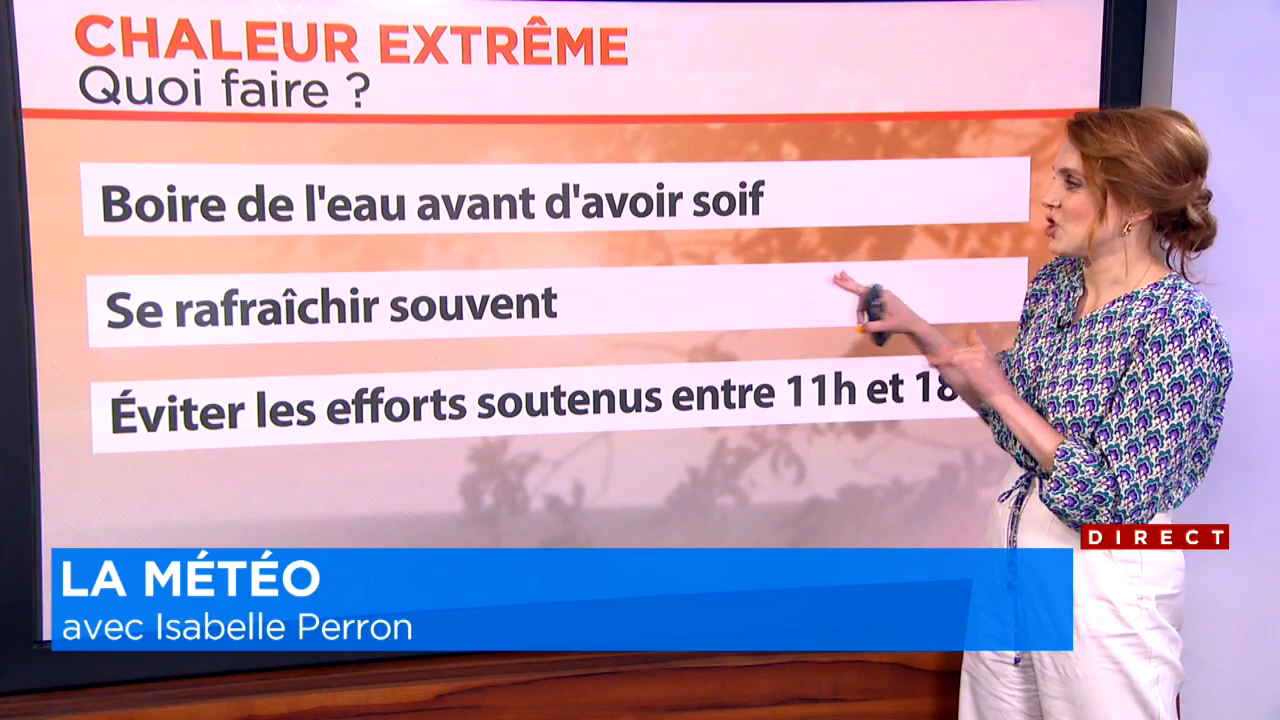 CHALEUR EXTRÊME
Quoi faire ?
Boire de l'eau avant d'avoir soif
Se rafraîchir souvent
Éviter les efforts soutenus entre 11h et 18
DIRECT
LA MÉTÉO
avec Isabelle Perron